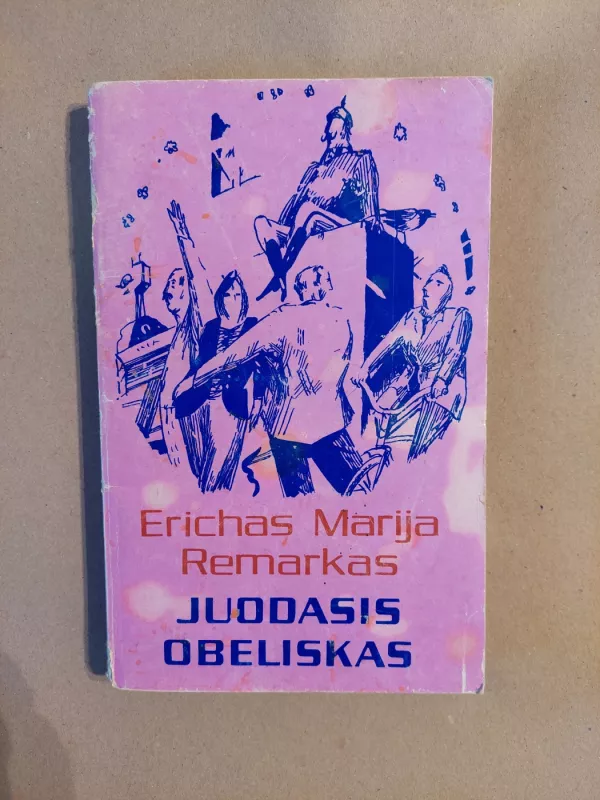 Erichas Marija
Remarkas
JUODASIS
OBELISKAS